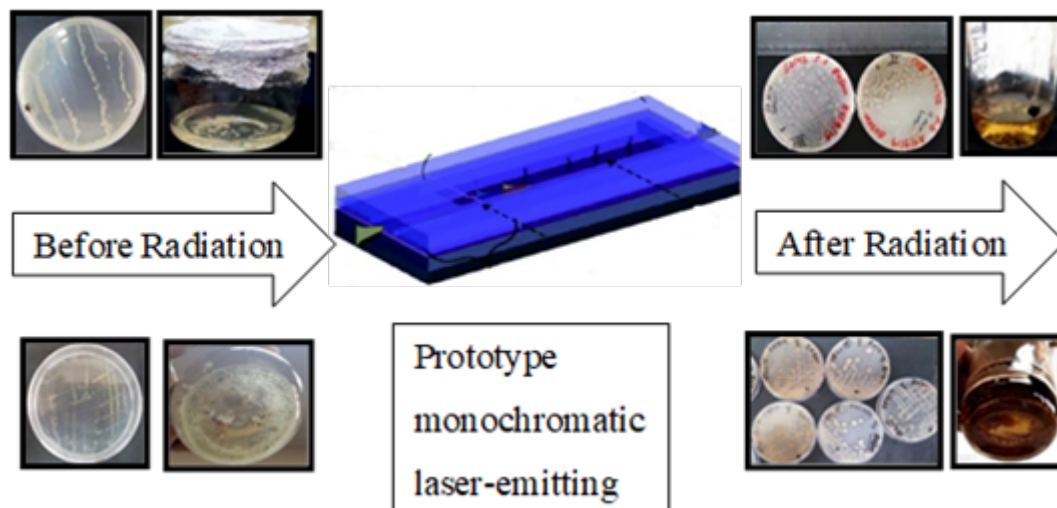 Before Radiation
After Radiation
Prototype
monochromatic
laser-emitting